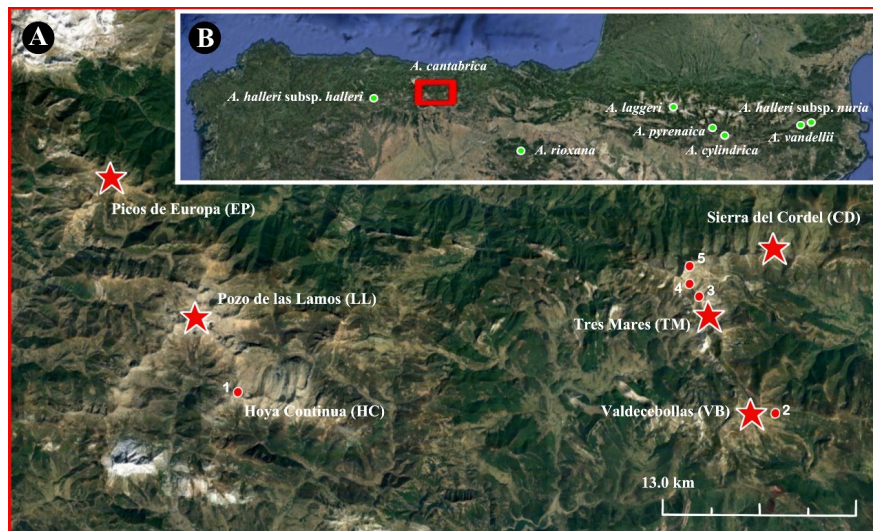 A
B
A. cantabrica
A. halleri subsp. halleri
A. laggeri
A. halleri subsp. nuria
A. pyrenaica
A. vandellii
A. rioxana
A. cylindrica
Picos de Europa (EP)
Sierra del Cordel (CD)
5
4
3
Pozo de las Lamos (LL)
Tres Mares (TM)
1
Hoya Continua (HC)
Valdecebollas (VB)
2
13.0 km